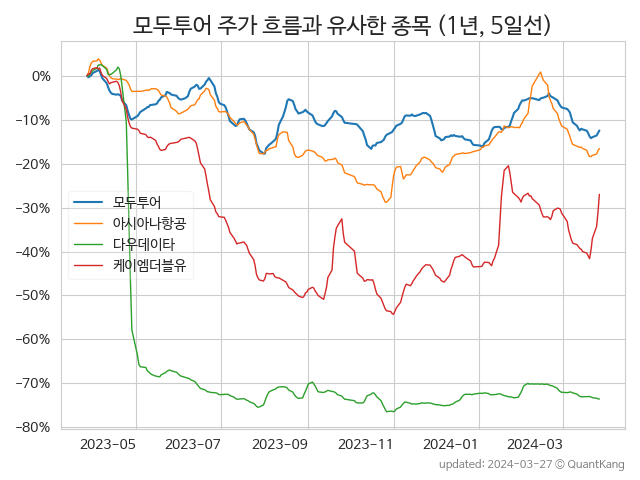 모두투어 주가 흐름과 유사한 종목 (1년, 5일선)
0%
−10%
−20%
−30%
−40%
−50%
−60%
−70%
−80%
모두투어
아시아나항공
다우데이타
케이엠더블유
2023−05
2023−07
2023−09
2023−11
2024−01
2024−03
updated: 2024−03−27 © QuantKang